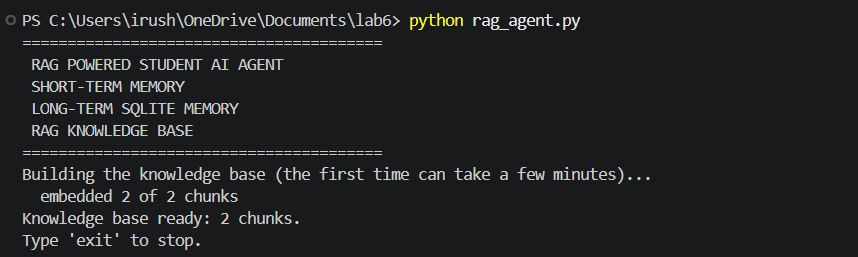 PS C:\Users\irush\OneDrive\Documents\lab6> python rag_agent.py
========================================
RAG POWERED STUDENT AI AGENT
SHORT-TERM MEMORY
LONG-TERM SQLITE MEMORY
RAG KNOWLEDGE BASE
========================================
Building the knowledge base (the first time can take a few minutes)...
  embedded 2 of 2 chunks
Knowledge base ready: 2 chunks.
Type 'exit' to stop.